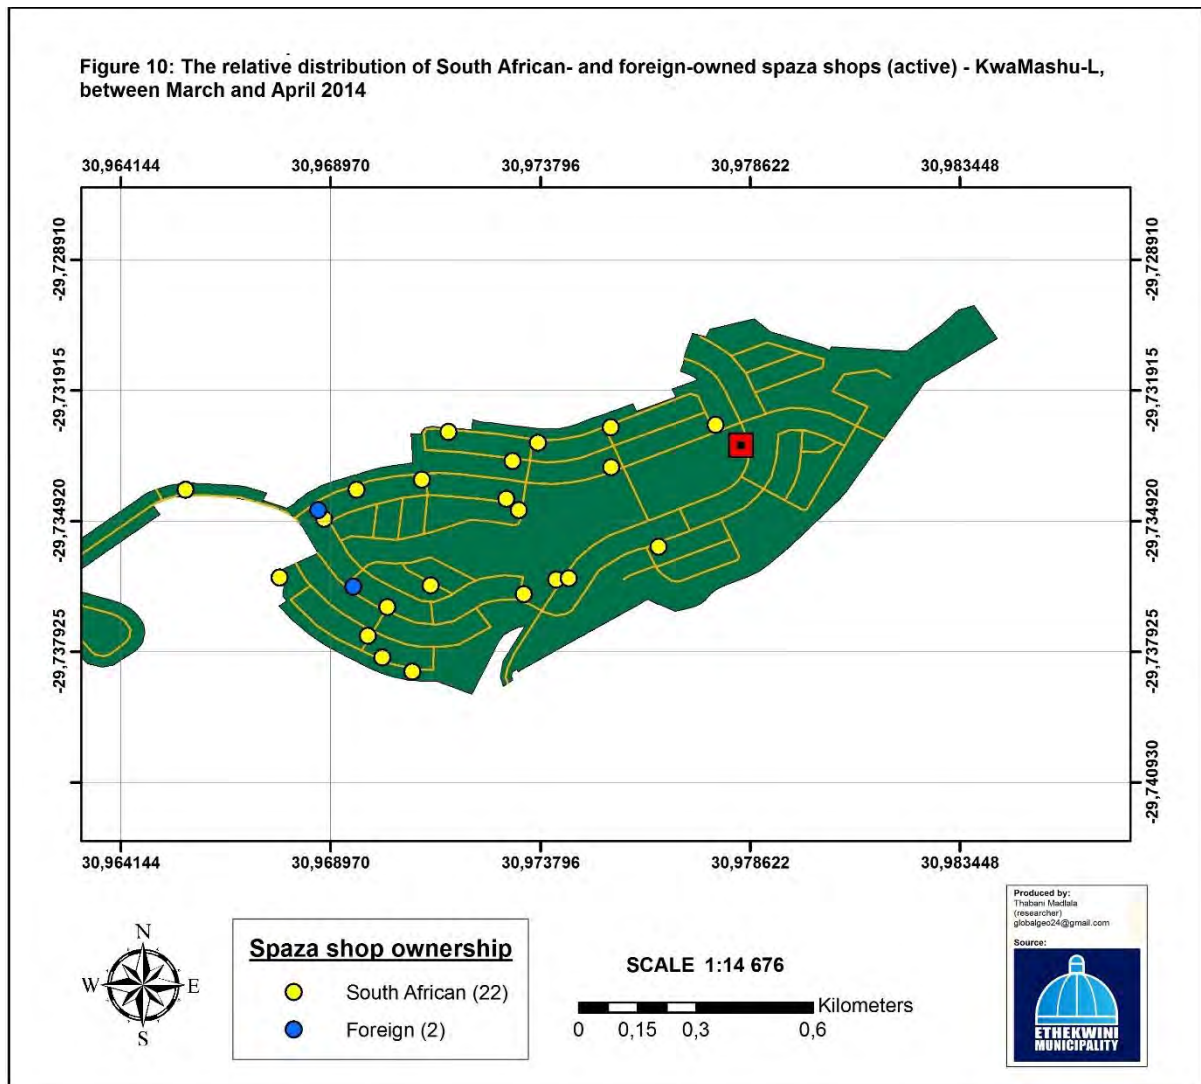 Figure 10: The relative distribution of South African- and foreign-owned spaza shops (active) - KwaMashu-L,
between March and April 2014
30,964144 30,968970 30,973796 30,978622 30,983448
-29,728910 -29,728910
-29,731915 -29,731915
-29,734920 -29,734920
-29,737925 -29,737925
-29,740930
30,964144 30,968970 30,973796 30,978622 30,983448
N
W E
S
Spaza shop ownership
South African (22)
Foreign (2)
SCALE 1:14 676
Kilometers
0 0,15 0,3 0,6
Produced by:
Thabani Madlala
(researcher)
globalgeo24@gmail.com
Source:
ETHEKWINI
MUNICIPALITY